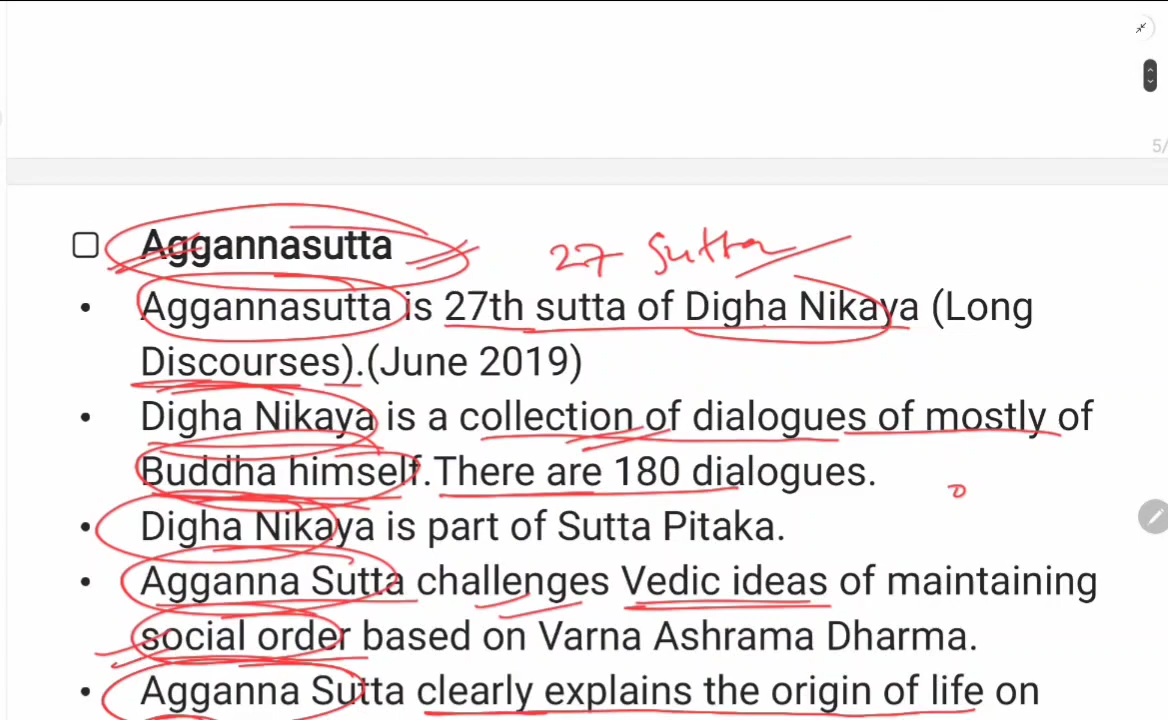 5/
Aggannasutta 27 Sutta
• Aggannasutta is 27th sutta of Digha Nikaya (Long
Discourses).(June 2019)
• Digha Nikaya is a collection of dialogues of mostly of
Buddha himself.There are 180 dialogues.
• Digha Nikaya is part of Sutta Pitaka.
• Agganna Sutta challenges Vedic ideas of maintaining
social order based on Varna Ashrama Dharma.
• Agganna Sutta clearly explains the origin of life on